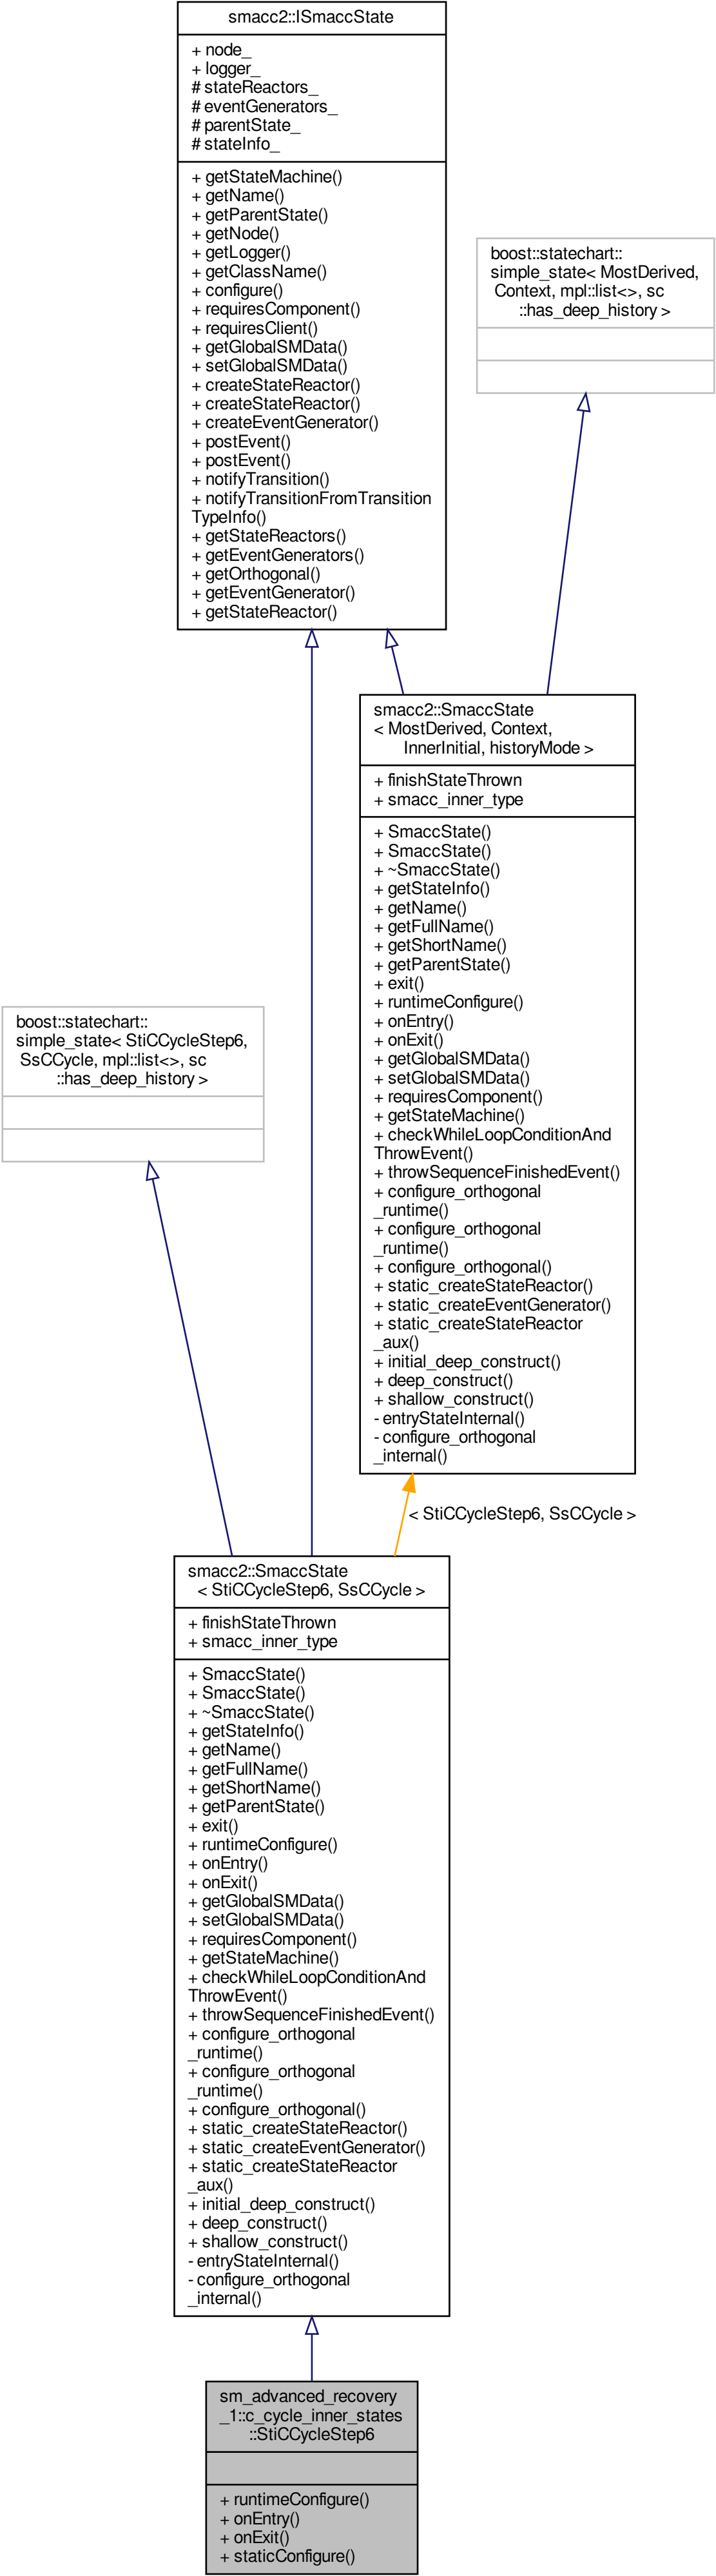 smacc2::ISmaccState
+ node_
+ logger_
# stateReactors_
# eventGenerators_
# parentState_
# stateInfo_
+ getStateMachine()
+ getName()
+ getParentState()
+ getNode()
+ getLogger()
+ getClassName()
+ configure()
+ requiresComponent()
+ requiresClient()
+ getGlobalSMData()
+ setGlobalSMData()
+ createStateReactor()
+ createStateReactor()
+ createEventGenerator()
+ postEvent()
+ postEvent()
+ notifyTransition()
+ notifyTransitionFromTransition
TypeInfo()
+ getStateReactors()
+ getEventGenerators()
+ getOrthogonal()
+ getEventGenerator()
+ getStateReactor()
boost::statechart::
simple_state< MostDerived,
Context, mpl::list<>, sc
::has_deep_history >
smacc2::SmaccState
< MostDerived, Context,
InnerInitial, historyMode >
+ finishStateThrown
+ smacc_inner_type
+ SmaccState()
+ SmaccState()
+ ~SmaccState()
+ getStateInfo()
+ getName()
+ getFullName()
+ getShortName()
+ getParentState()
+ exit()
+ runtimeConfigure()
+ onEntry()
+ onExit()
+ getGlobalSMData()
+ setGlobalSMData()
+ requiresComponent()
+ getStateMachine()
+ checkWhileLoopConditionAnd
ThrowEvent()
+ throwSequenceFinishedEvent()
+ configure_orthogonal
_runtime()
+ configure_orthogonal
_runtime()
+ configure_orthogonal()
+ static_createStateReactor()
+ static_createEventGenerator()
+ static_createStateReactor
_aux()
+ initial_deep_construct()
+ deep_construct()
+ shallow_construct()
- entryStateInternal()
- configure_orthogonal
_internal()
boost::statechart::
simple_state< StiCCycleStep6,
SsCCycle, mpl::list<>, sc
::has_deep_history >
< StiCCycleStep6, SsCCycle >
smacc2::SmaccState
< StiCCycleStep6, SsCCycle >
+ finishStateThrown
+ smacc_inner_type
+ SmaccState()
+ SmaccState()
+ ~SmaccState()
+ getStateInfo()
+ getName()
+ getFullName()
+ getShortName()
+ getParentState()
+ exit()
+ runtimeConfigure()
+ onEntry()
+ onExit()
+ getGlobalSMData()
+ setGlobalSMData()
+ requiresComponent()
+ getStateMachine()
+ checkWhileLoopConditionAnd
ThrowEvent()
+ throwSequenceFinishedEvent()
+ configure_orthogonal
_runtime()
+ configure_orthogonal
_runtime()
+ configure_orthogonal()
+ static_createStateReactor()
+ static_createEventGenerator()
+ static_createStateReactor
_aux()
+ initial_deep_construct()
+ deep_construct()
+ shallow_construct()
- entryStateInternal()
- configure_orthogonal
_internal()
sm_advanced_recovery
_1::c_cycle_inner_states
::StiCCycleStep6
+ runtimeConfigure()
+ onEntry()
+ onExit()
+ staticConfigure()